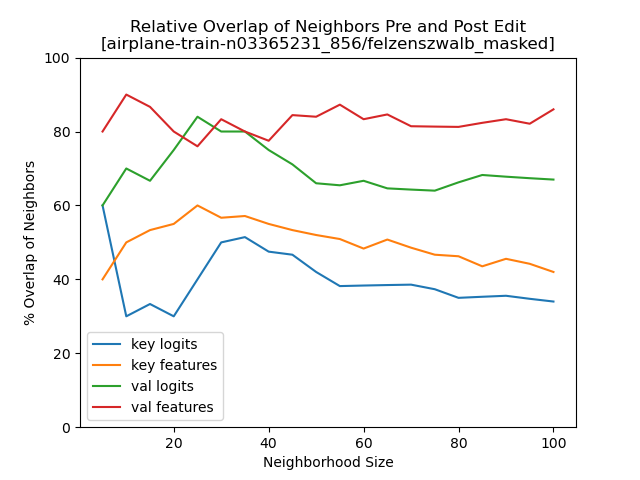 Relative Overlap of Neighbors Pre and Post Edit
[airplane-train-n03365231_856/felzenszwalb_masked]
100
80
60
40
20
0
% Overlap of Neighbors
key logits
key features
val logits
val features
20
40
60
80
100
Neighborhood Size